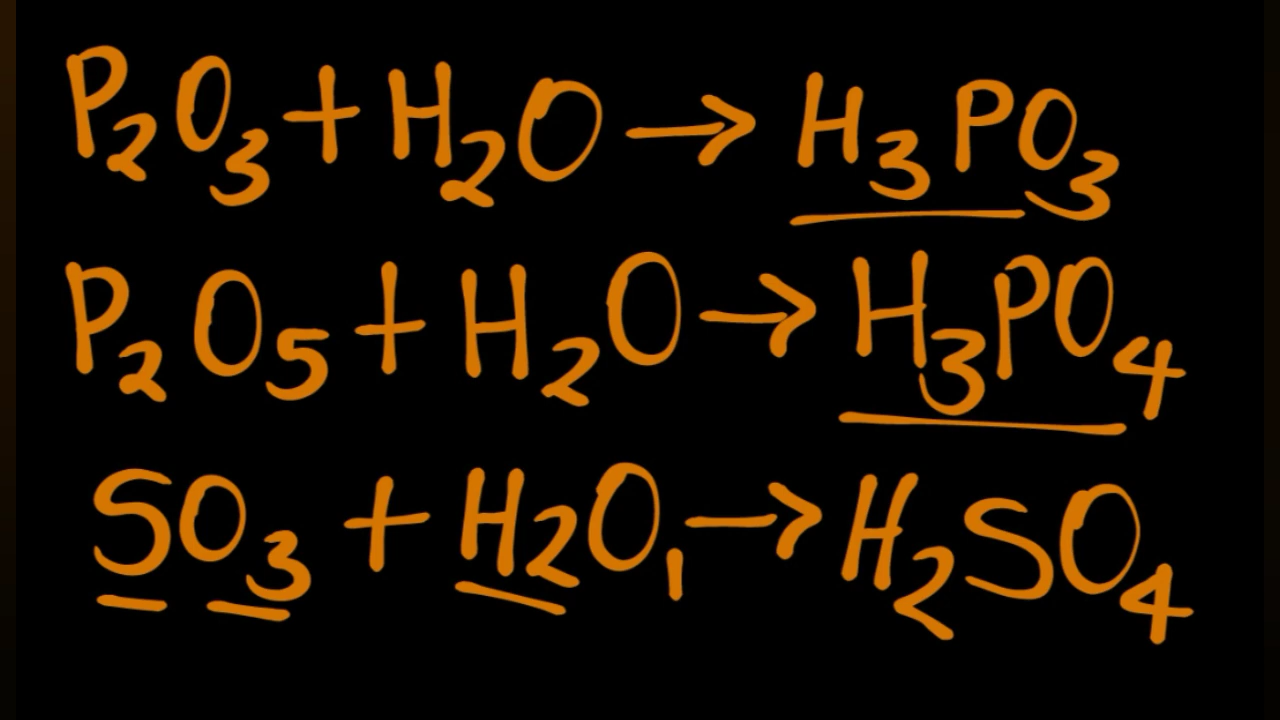 P₂O₃ + H₂O → H₃PO₃
P₂O₅ + H₂O → H₃PO₄
SO₃ + H₂O₁ → H₂SO₄